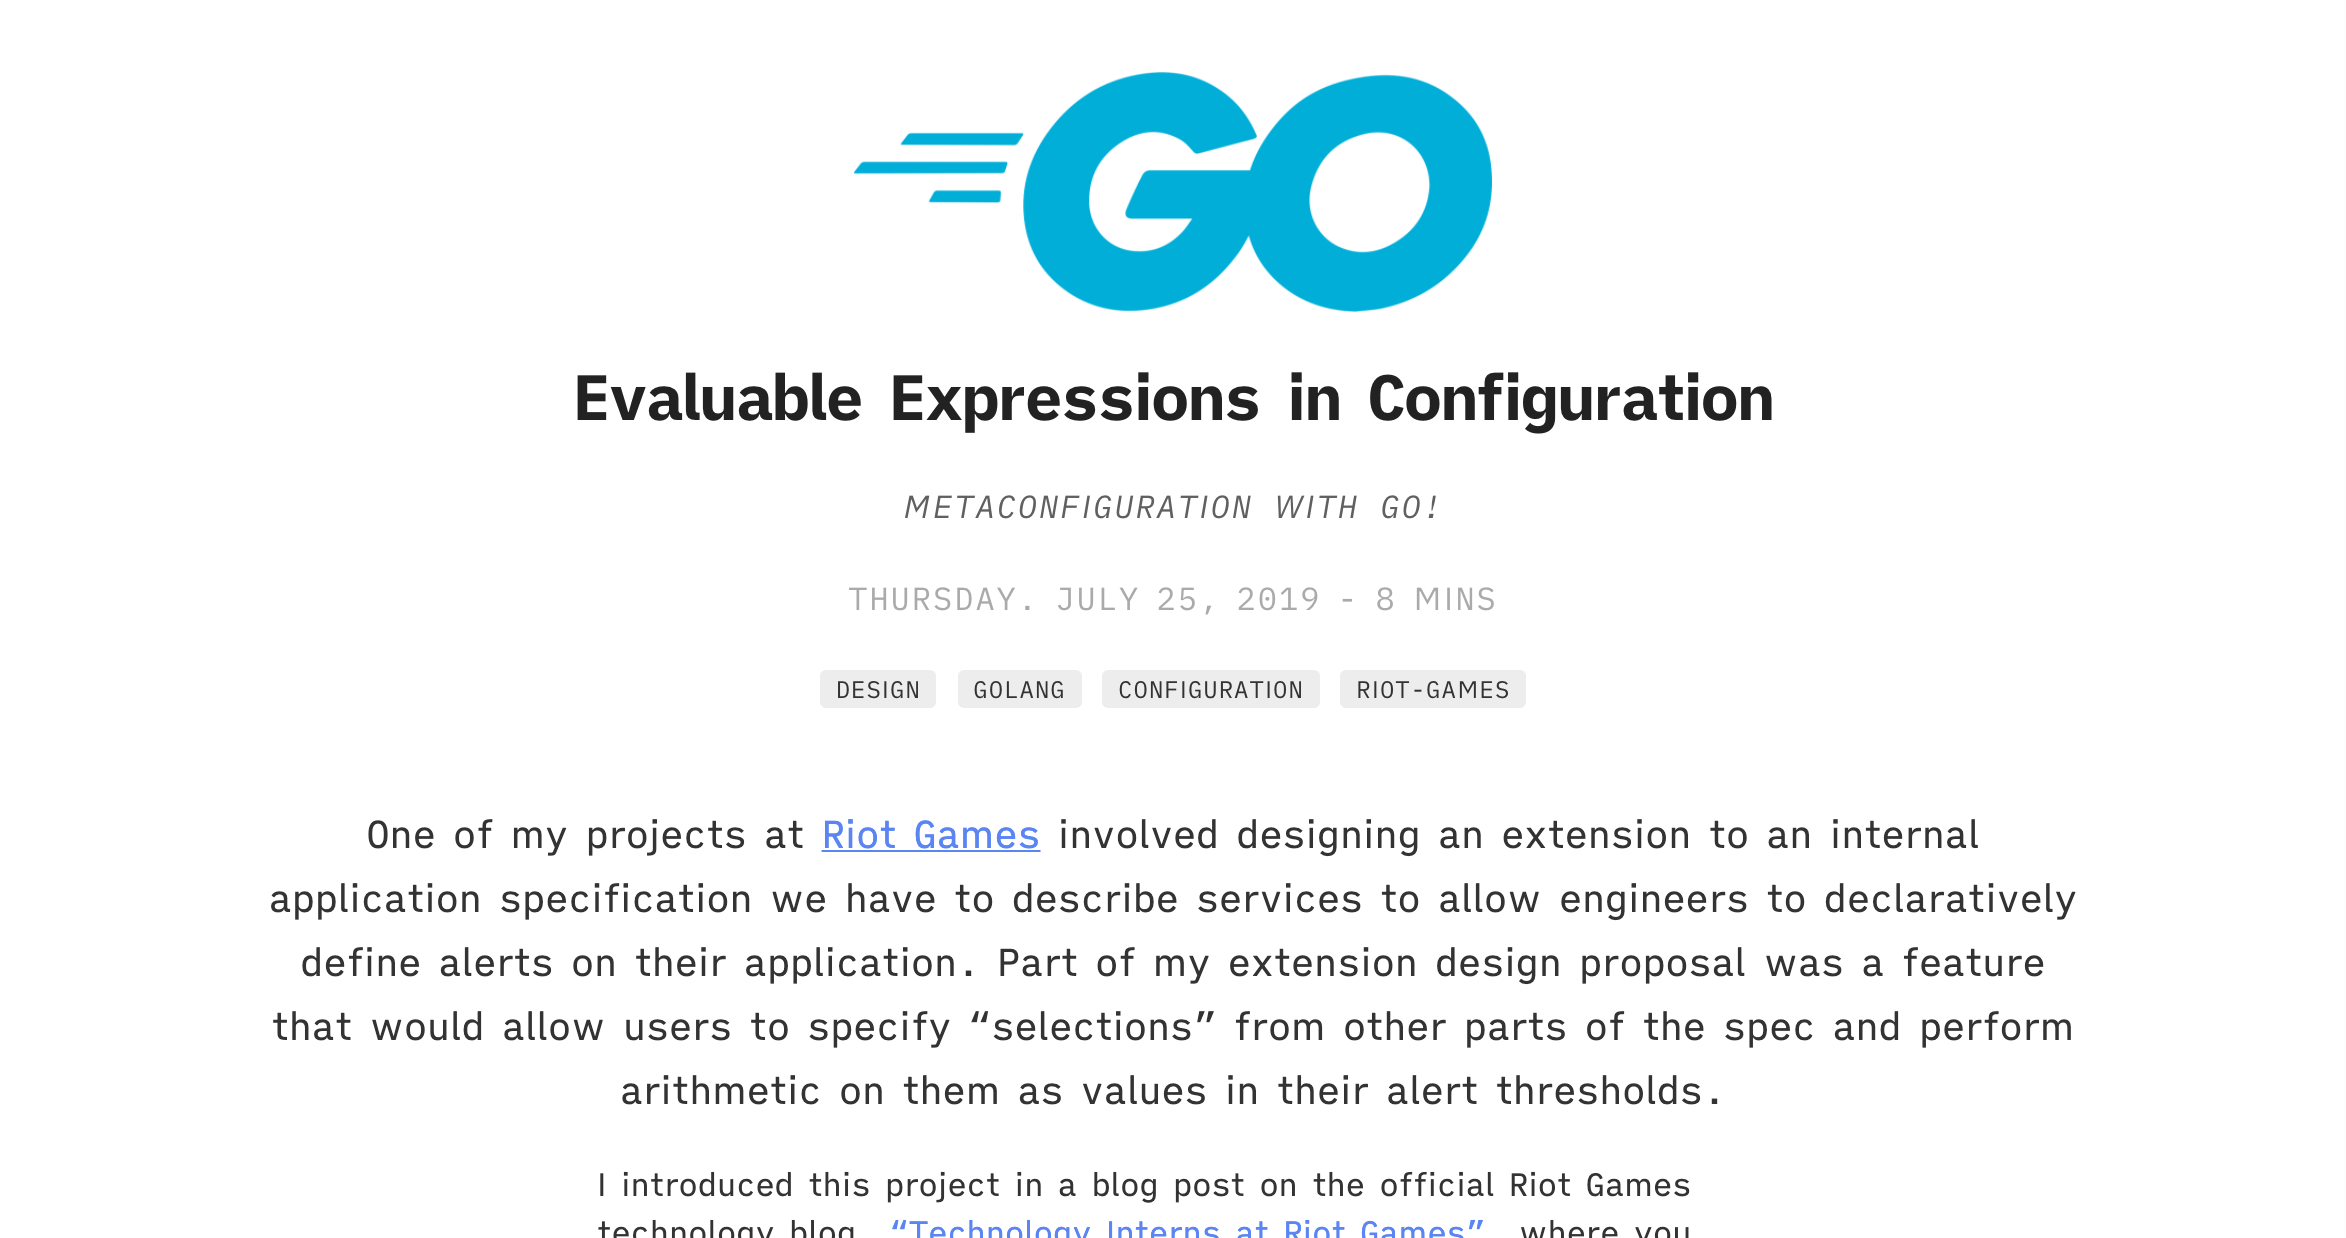 GO
Evaluable Expressions in Configuration
METACONFIGURATION WITH GO!
THURSDAY. JULY 25, 2019 - 8 MINS
DESIGN GOLANG CONFIGURATION RIOT-GAMES
One of my projects at Riot Games involved designing an extension to an internal
application specification we have to describe services to allow engineers to declaratively
define alerts on their application. Part of my extension design proposal was a feature
that would allow users to specify “selections” from other parts of the spec and perform
arithmetic on them as values in their alert thresholds.
I introduced this project in a blog post on the official Riot Games
technology blog, “Technology Interns at Riot Games”, where you